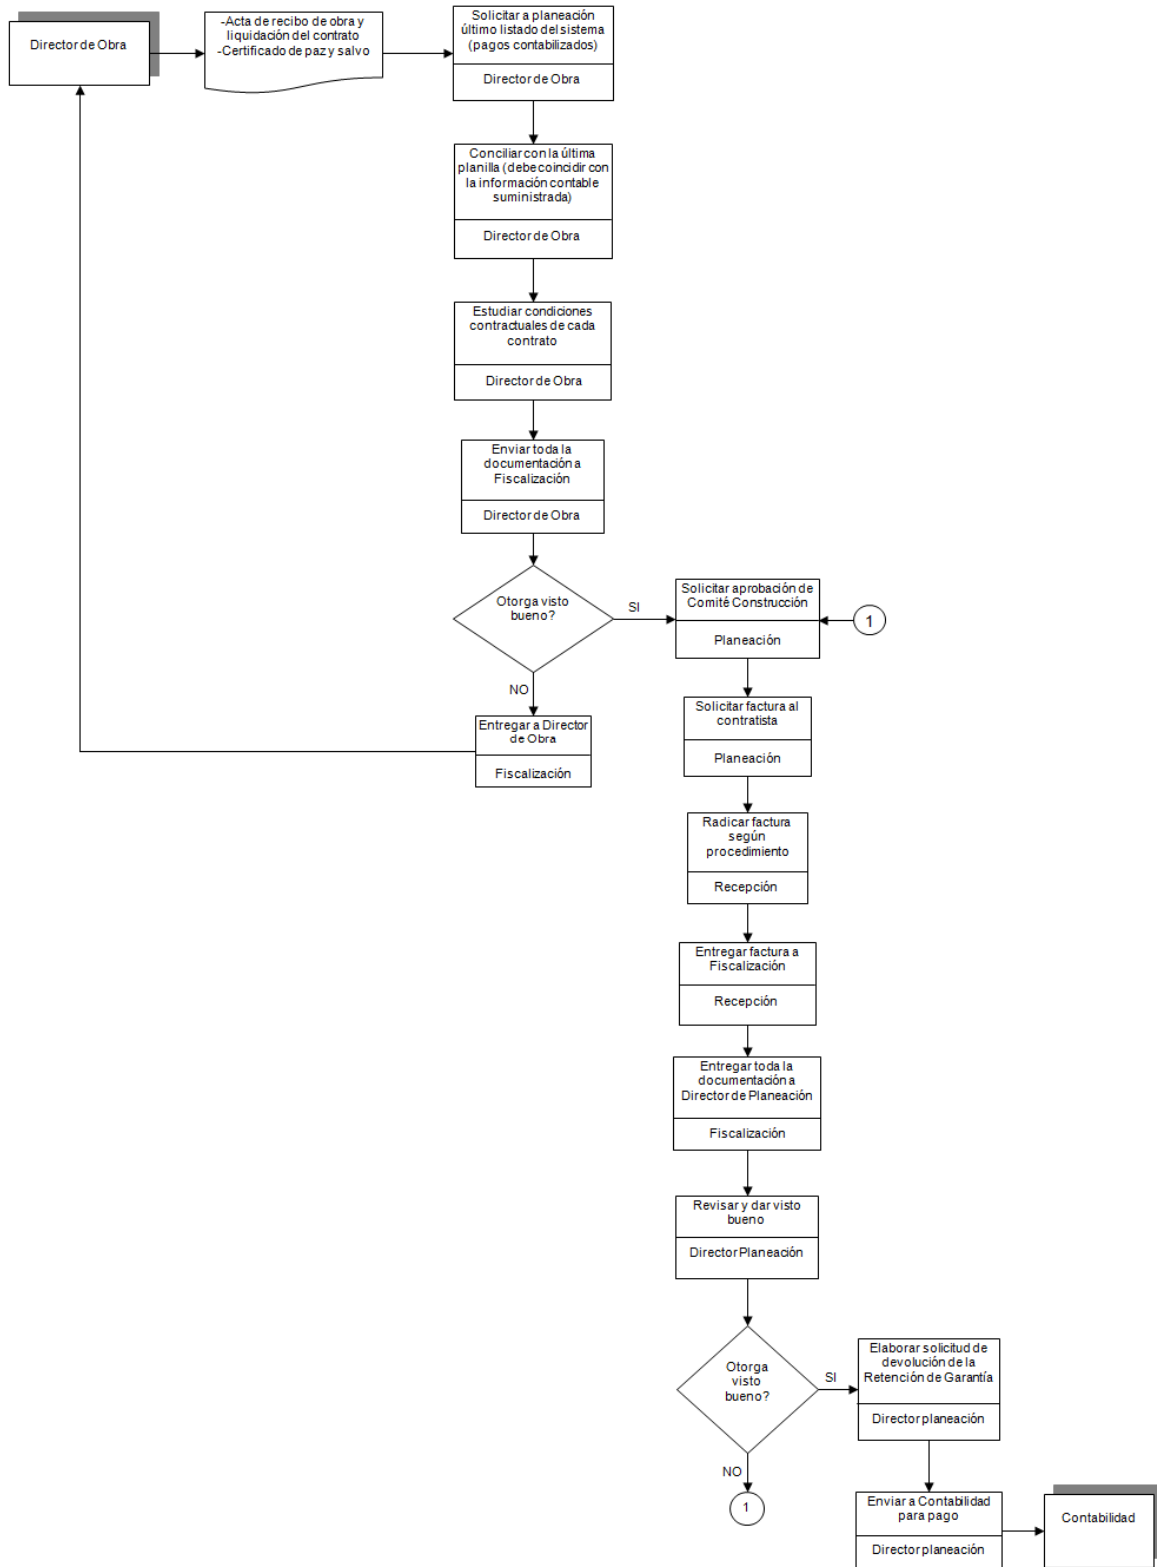 Director de Obra
-Acta de recibo de obra y
liquidación del contrato
-Certificado de paz y salvo
Solicitar a planeación
último listado del sistema
(pagos contabilizados)
Director de Obra
Conciliar con la última
planilla (debe coincidir con
la información contable
suministrada)
Director de Obra
Estudiar condiciones
contractuales de cada
contrato
Director de Obra
Enviar toda la
documentación a
Fiscalización
Director de Obra
Otorga visto
bueno?
SI
NO
Solicitar aprobación de
Comité Construcción
Planeación
1
Entregar a Director
de Obra
Fiscalización
Solicitar factura al
contratista
Planeación
Radicar factura
según
procedimiento
Recepción
Entregar factura a
Fiscalización
Recepción
Entregar toda la
documentación a
Director de Planeación
Fiscalización
Revisar y dar visto
bueno
Director Planeación
Otorga
visto
bueno?
SI
NO
1
Elaborar solicitud de
devolución de la
Retención de Garantía
Director planeación
Enviar a Contabilidad
para pago
Director planeación
Contabilidad